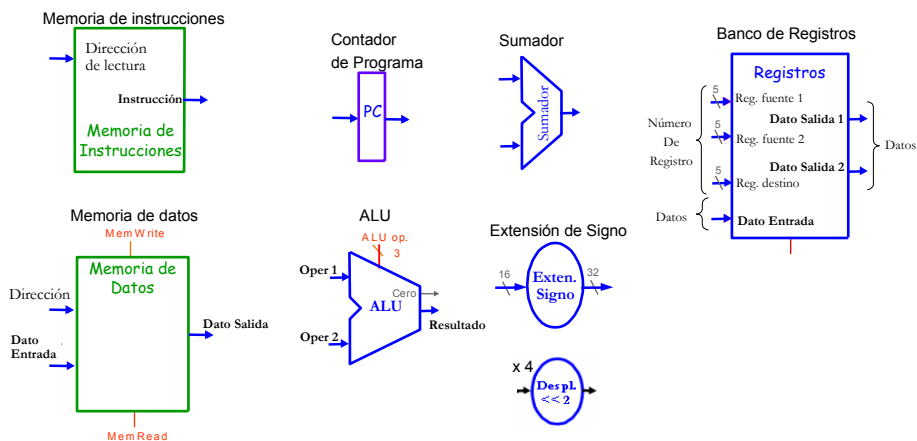 Memoria de instrucciones
Dirección
de lectura
Instrucción
Memoria de
Instrucciones
Contador
de Programa
PC
Sumador
Sumador
Banco de Registros
Registros
5
Reg. fuente 1
5
Reg. fuente 2
5
Reg. destino
Número
De
Registro
Dato Salida 1
Dato Salida 2
Datos
Datos
Dato Entrada
Memoria de datos
MemWrite
Memoria de
Datos
Dirección
Dato
Entrada
Dato Salida
MemRead
ALU
ALU op.
3
Oper 1
Cero
ALU
Resultado
Oper 2
Extensión de Signo
16
Exten.
Signo
32
x 4
Despl.
<< 2